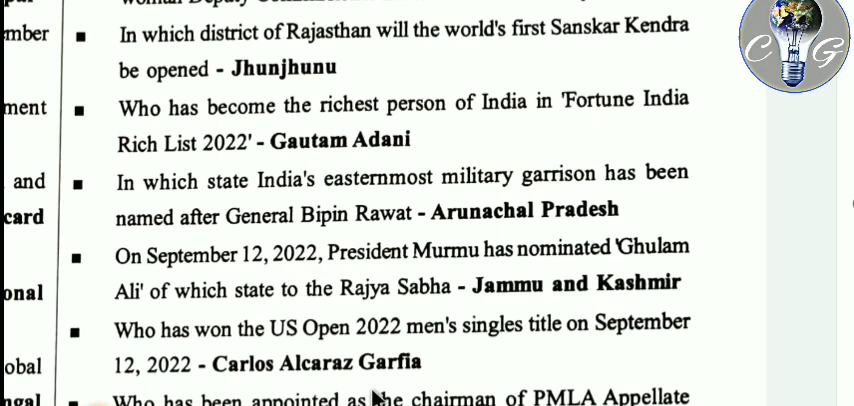 mber
ment
and
card
onal
obal
ngal
In which district of Rajasthan will the world's first Sanskar Kendra
be opened - Jhunjhunu
Who has become the richest person of India in 'Fortune India
Rich List 2022' - Gautam Adani
In which state India's easternmost military garrison has been
named after General Bipin Rawat - Arunachal Pradesh
On September 12, 2022, President Murmu has nominated 'Ghulam
Ali' of which state to the Rajya Sabha - Jammu and Kashmir
Who has won the US Open 2022 men's singles title on September
12, 2022 - Carlos Alcaraz Garfia
Who has been appointed as the chairman of PMLA Appellate
C G